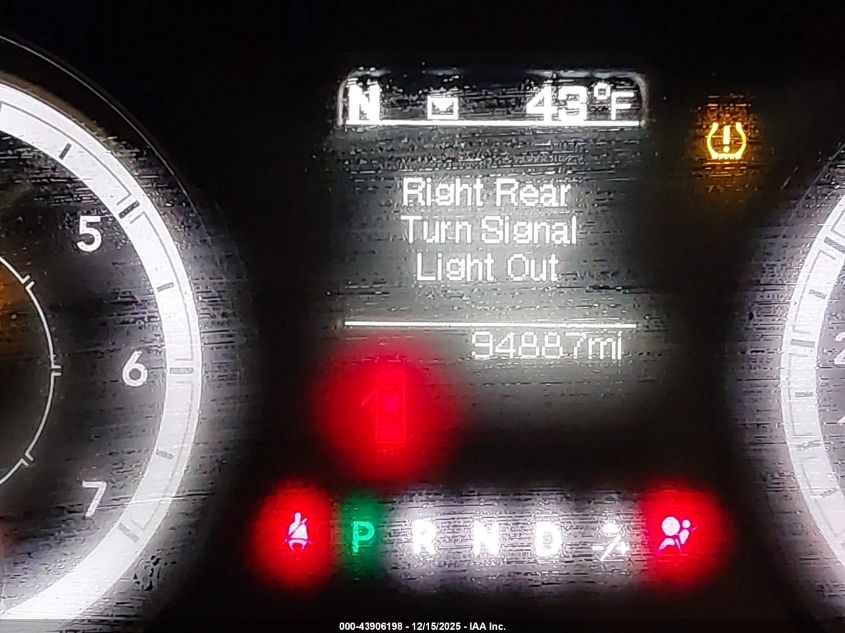 N 43°F
Right Rear
Turn Signal
Light Out
94887mi
5
6
7
P R N D
000-43906198 - 12/15/2025 - IAA Inc.